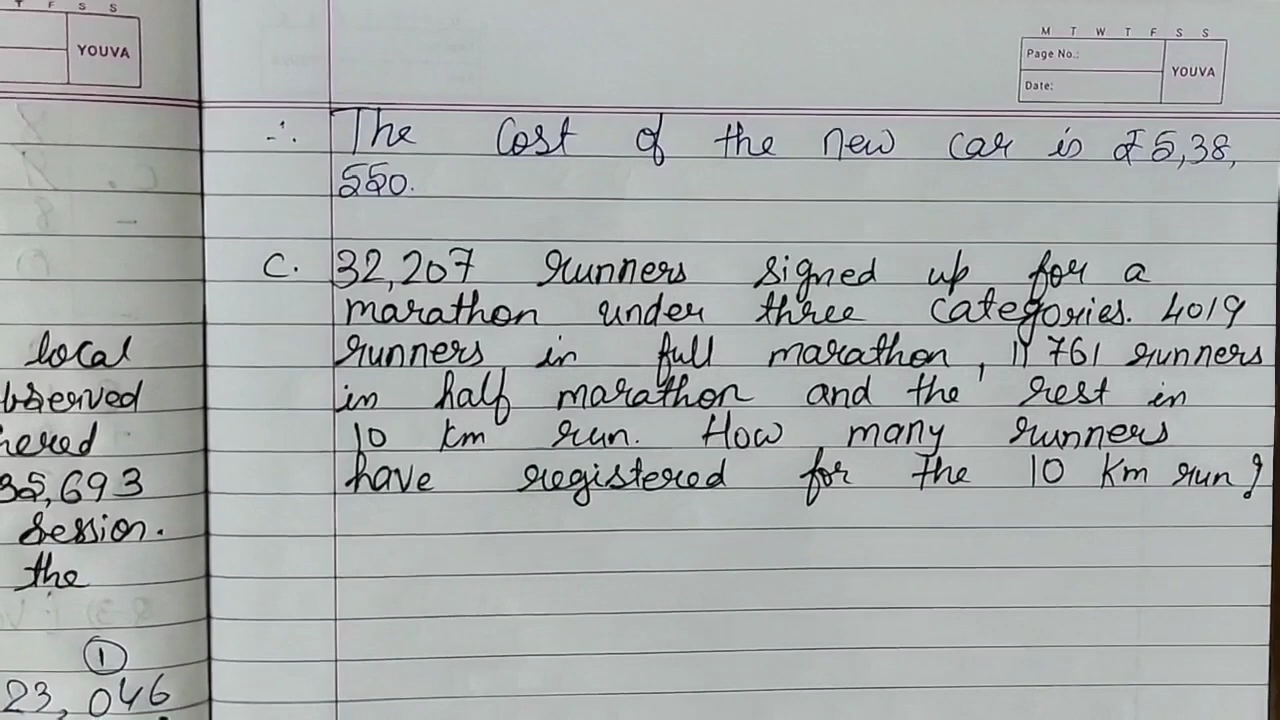 T F S S
YOUVA
local
observed
35,693
session.
the
1
23, 046
M T W T F S S
Page No.:
YOUVA
Date:
∴ The Cost of the new car is ₹5,38,
550.
C. 32,207 runners signed up for a
marathon under three categories. 4019
runners in full marathon, 11,761 runners
in half marathon and the rest in
10 km run. How many runners
have registered for the 10 km run?